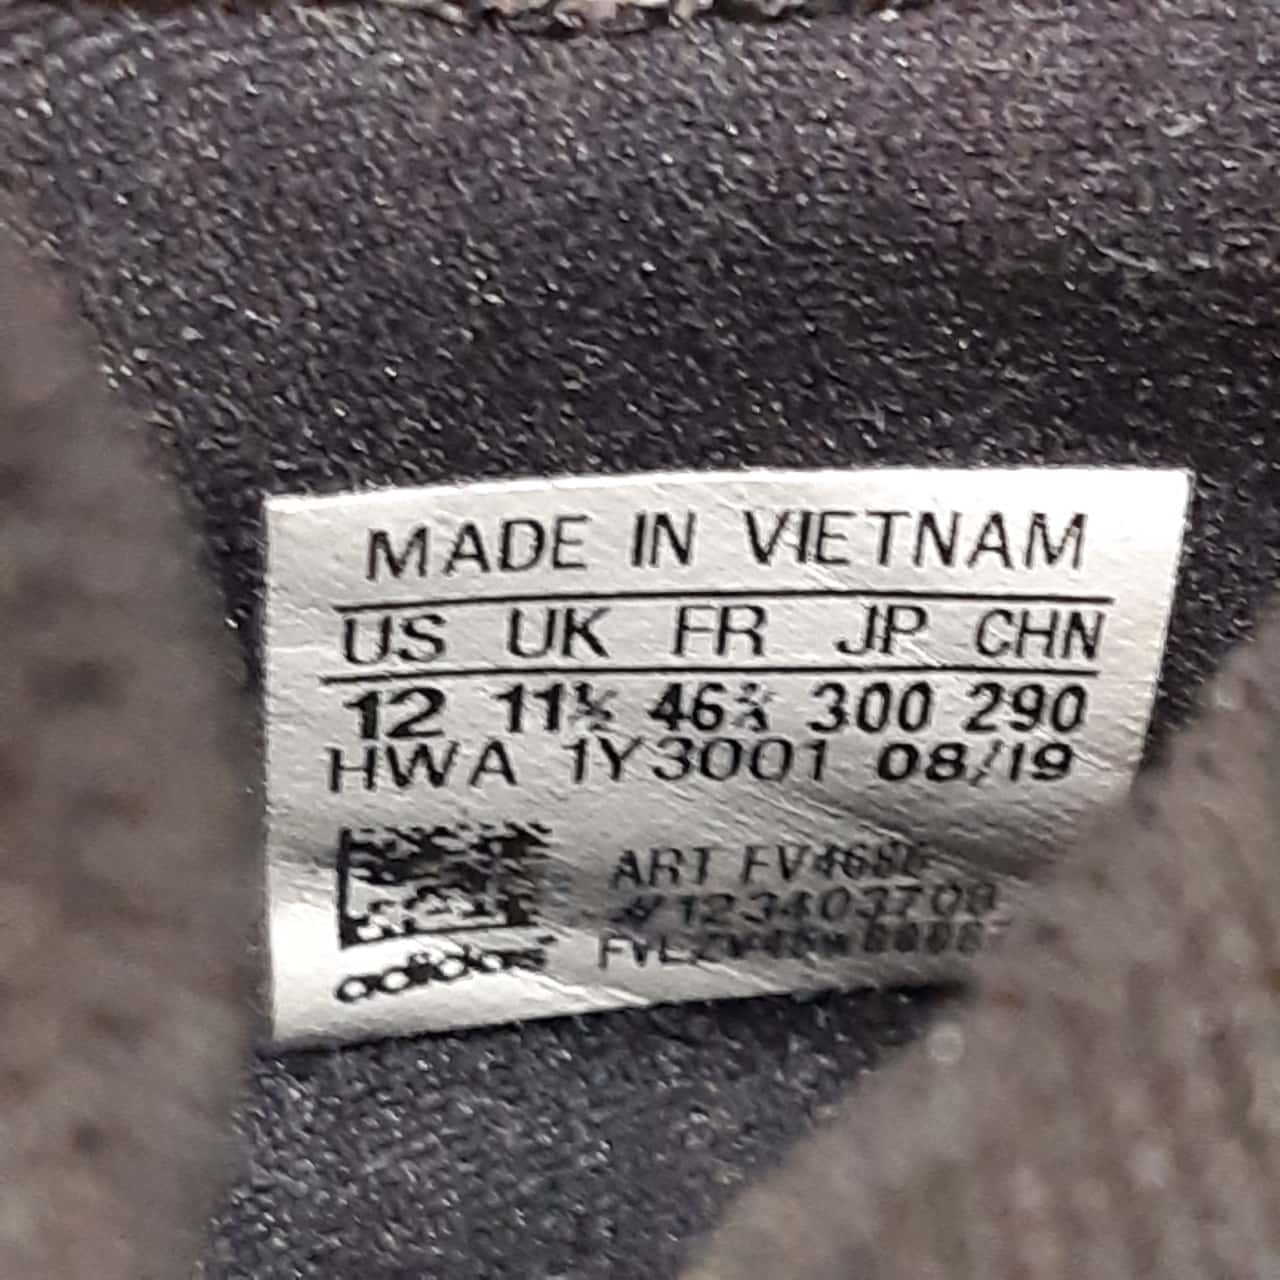 MADE IN VIETNAM
US UK FR JP CHN
12 11½ 46⅔ 300 290
HWA 1Y3001 08/19
ART
adidas